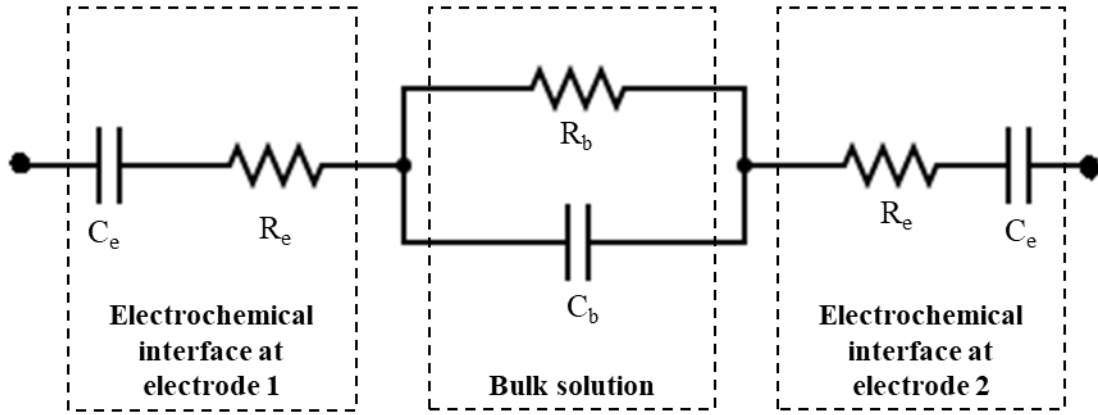 R_b
C_e
R_e
R_e
C_e
C_b
Electrochemical
interface at
electrode 1
Bulk solution
Electrochemical
interface at
electrode 2